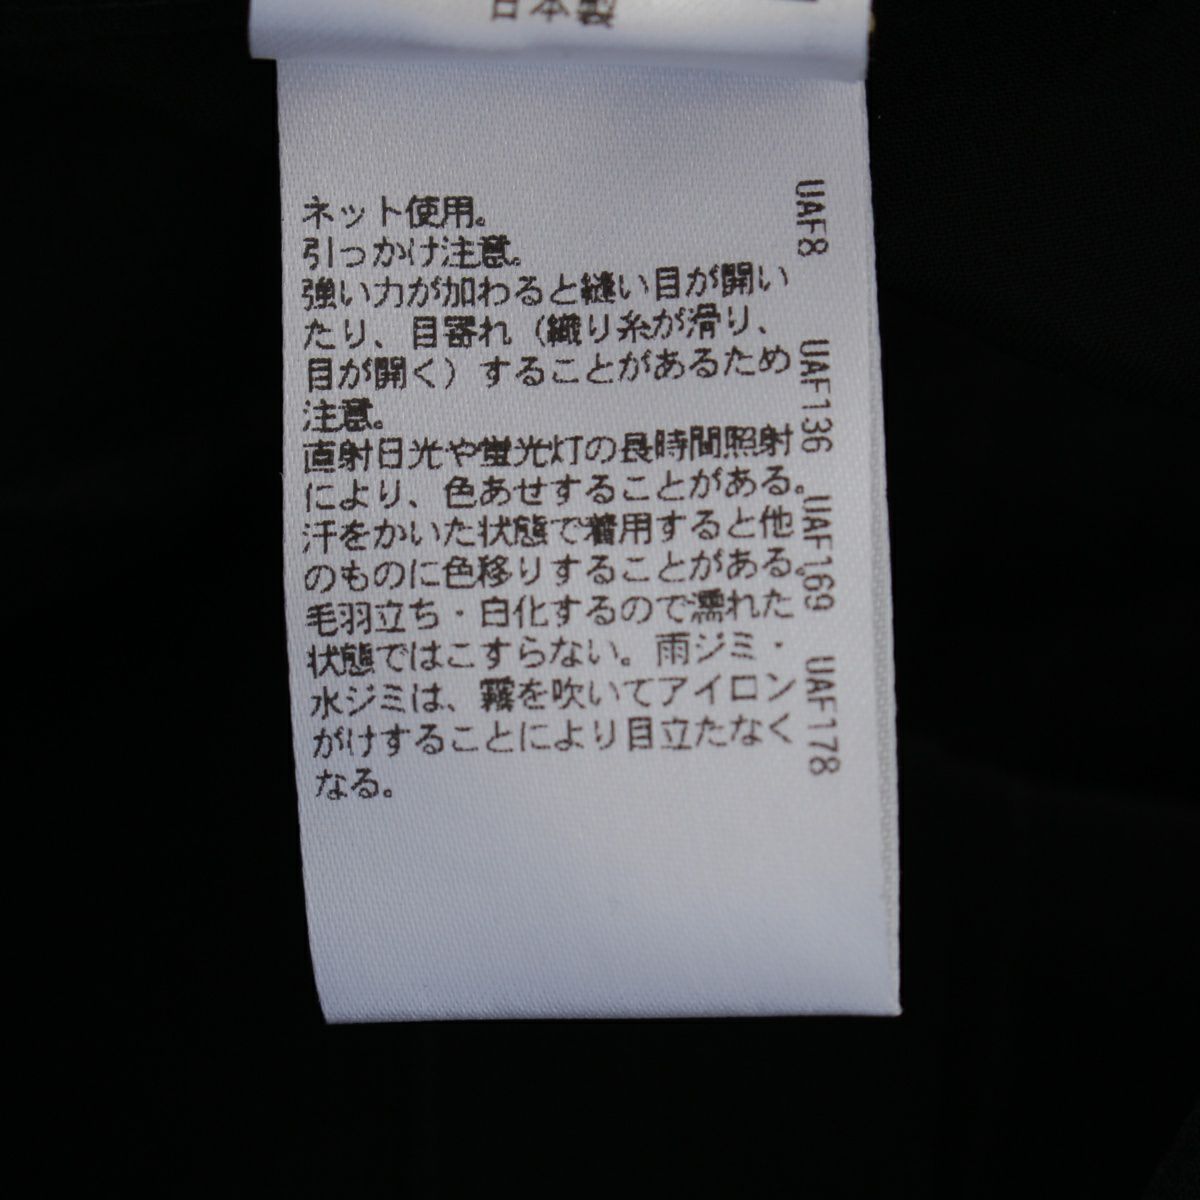 日本製
ネット使用。
引っかけ注意。
強い力が加わると縫い目が開い
たり、目寄れ（織り糸が滑り、
目が開く）することがあるため
注意。
直射日光や蛍光灯の長時間照射
により、色あせすることがある。
汗をかいた状態で着用すると他
のものに色移りすることがある。
毛羽立ち・白化するので濡れた
状態ではこすらない。雨ジミ・
水ジミは、霧を吹いてアイロン
がけすることにより目立たなく
なる。
UAF8
UAF136
UAF169
UAF178